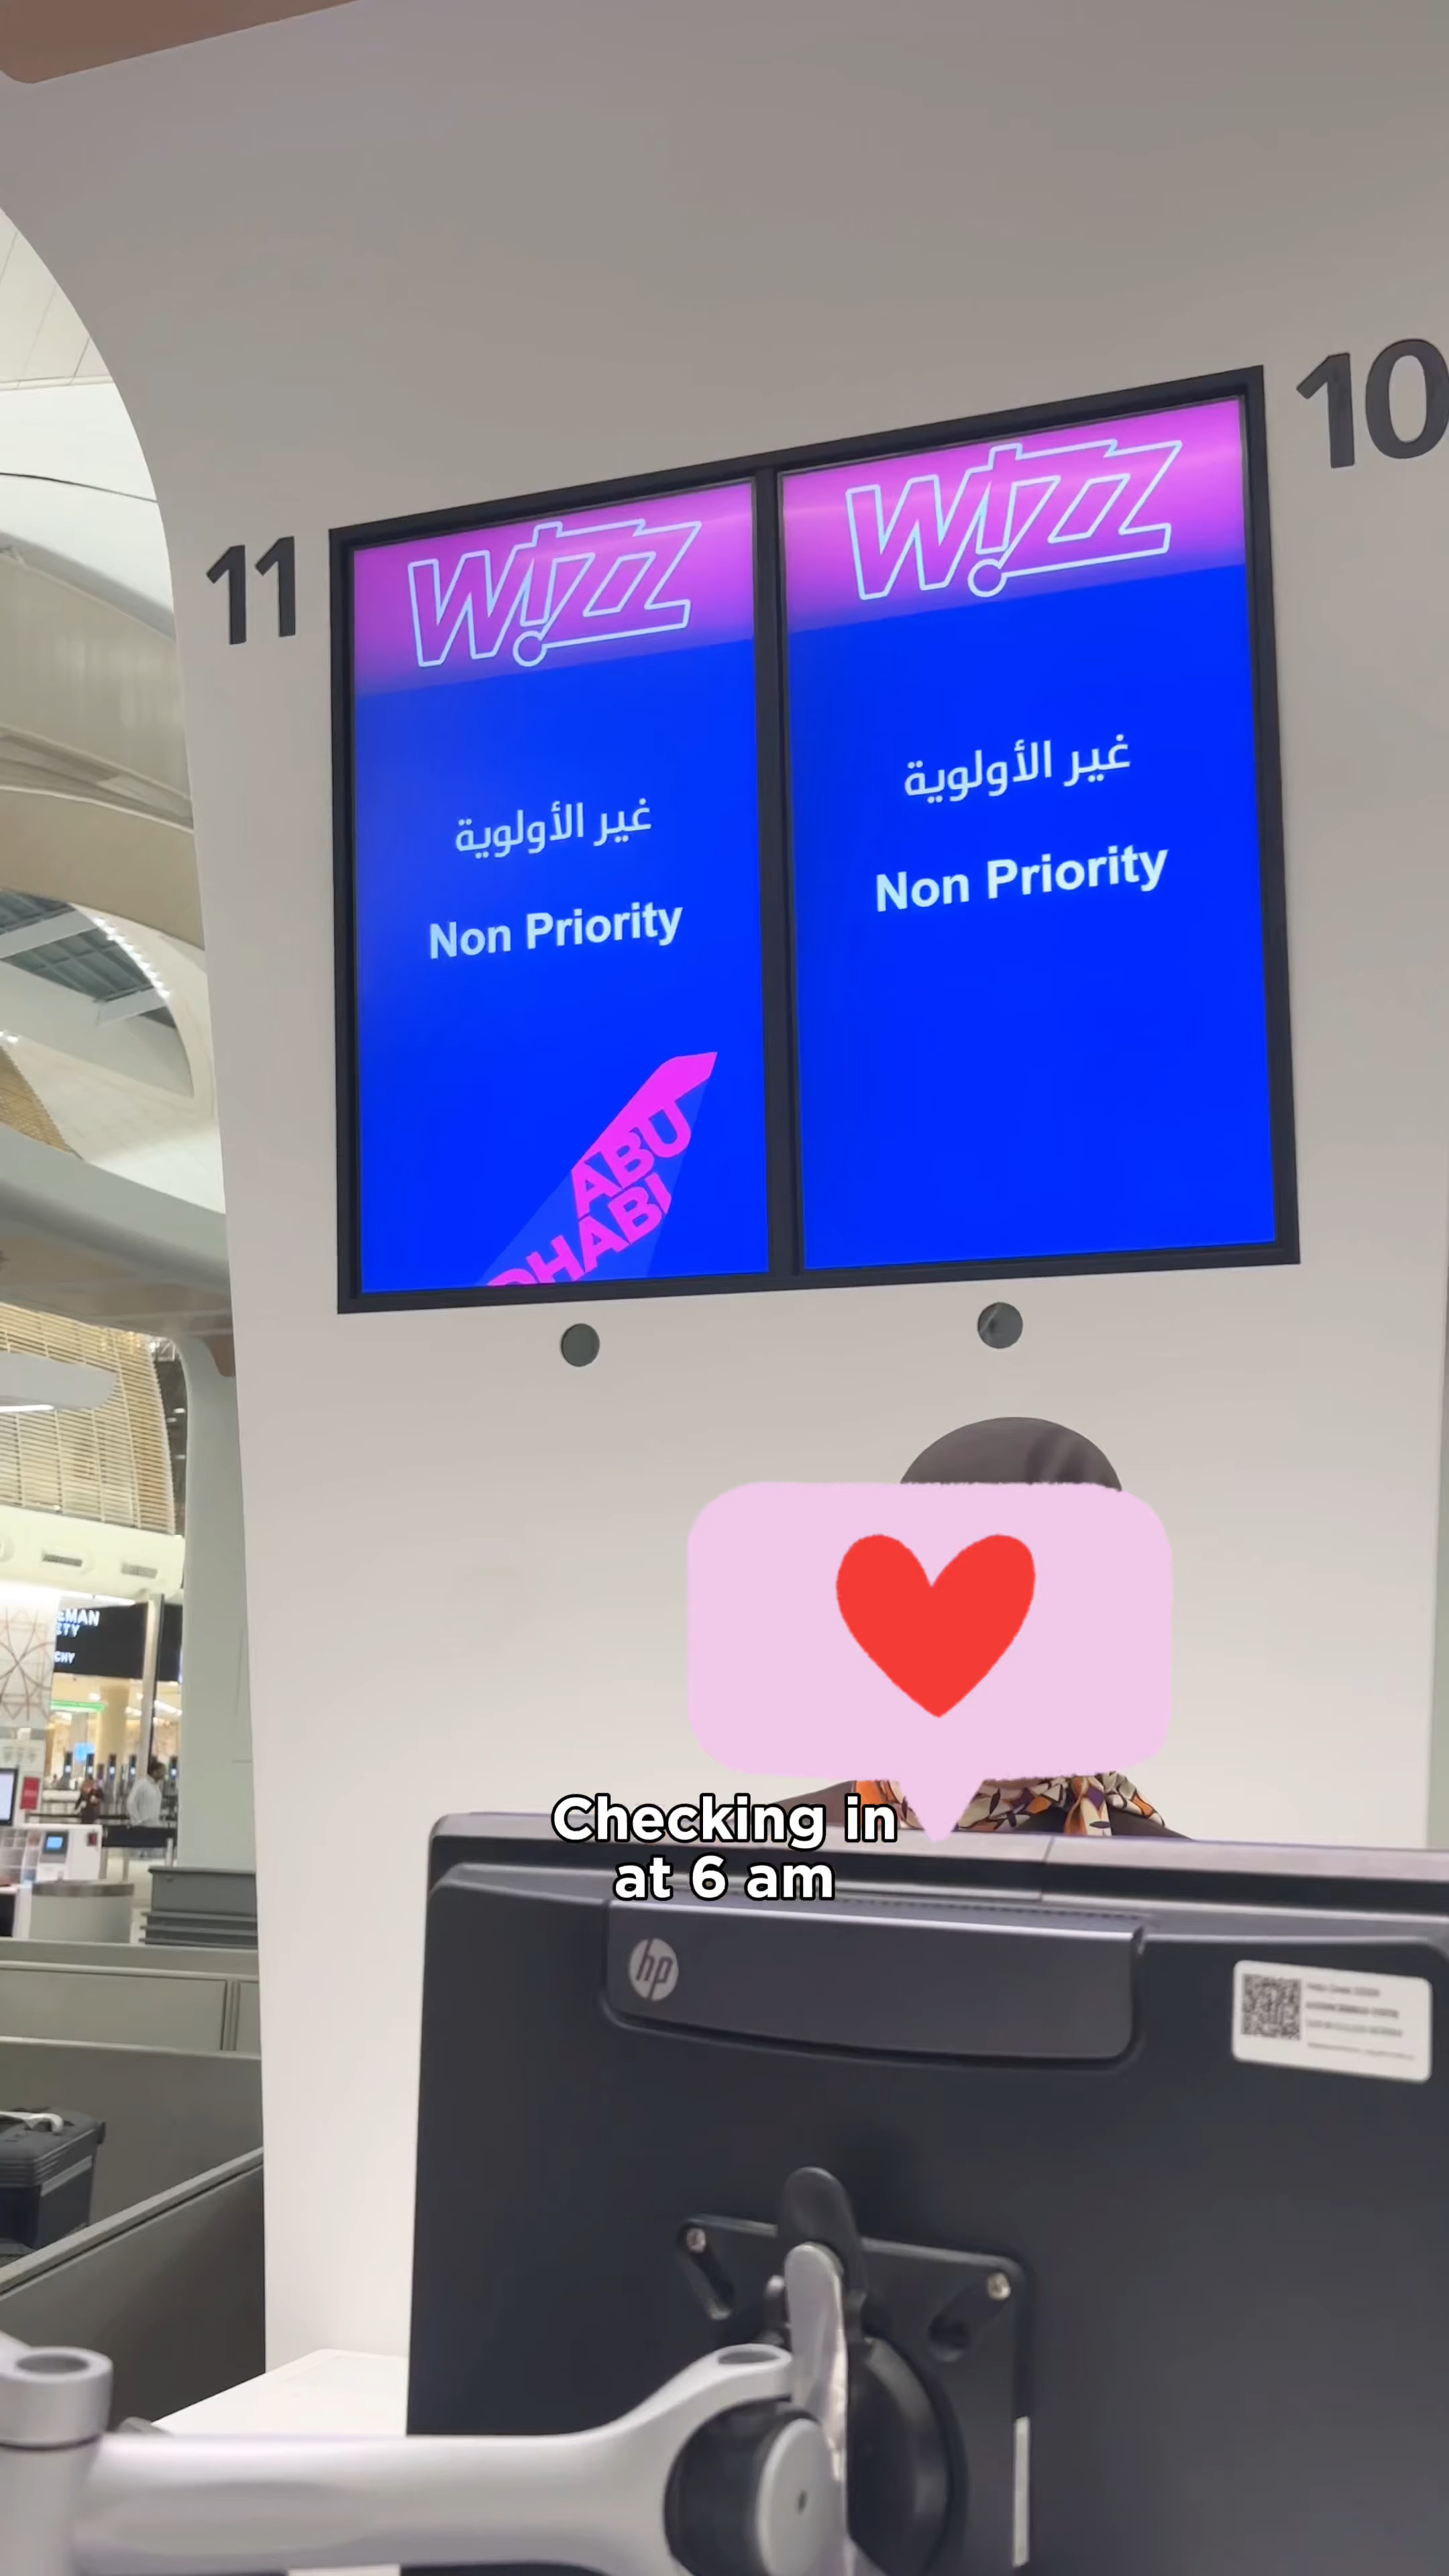 10
11
WIZZ
WIZZ
غير الأولوية
Non Priority
غير الأولوية
Non Priority
ABU
DHABI
Checking in
at 6 am
hp